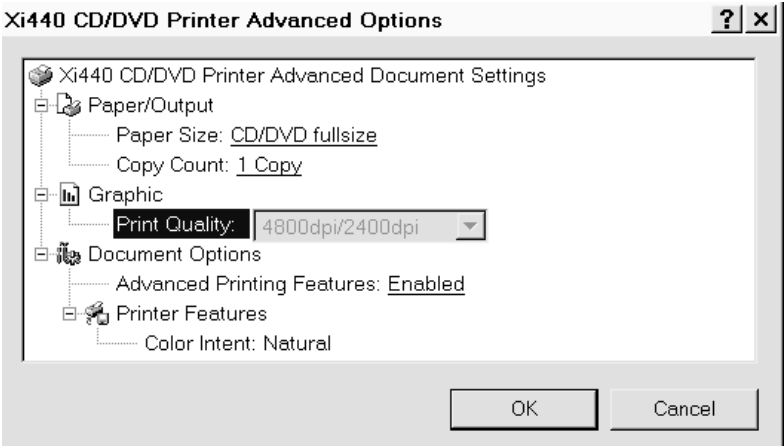 Xi440 CD/DVD Printer Advanced Options
Xi440 CD/DVD Printer Advanced Document Settings
Paper/Output
Paper Size: CD/DVD fullsize
Copy Count: 1 Copy
Graphic
Print Quality: 4800dpi/2400dpi
Document Options
Advanced Printing Features: Enabled
Printer Features
Color Intent: Natural
OK Cancel